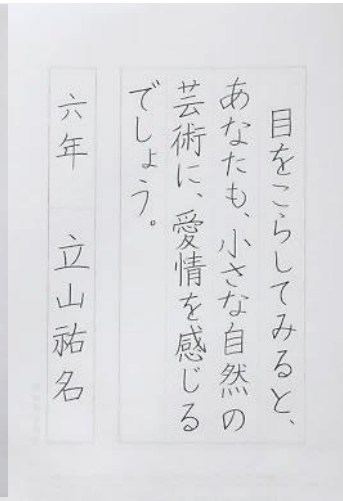 目をこらしてみると、
あなたも、小さな自然の
芸術に、愛情を感じる
でしょう。
六年 立山祐名